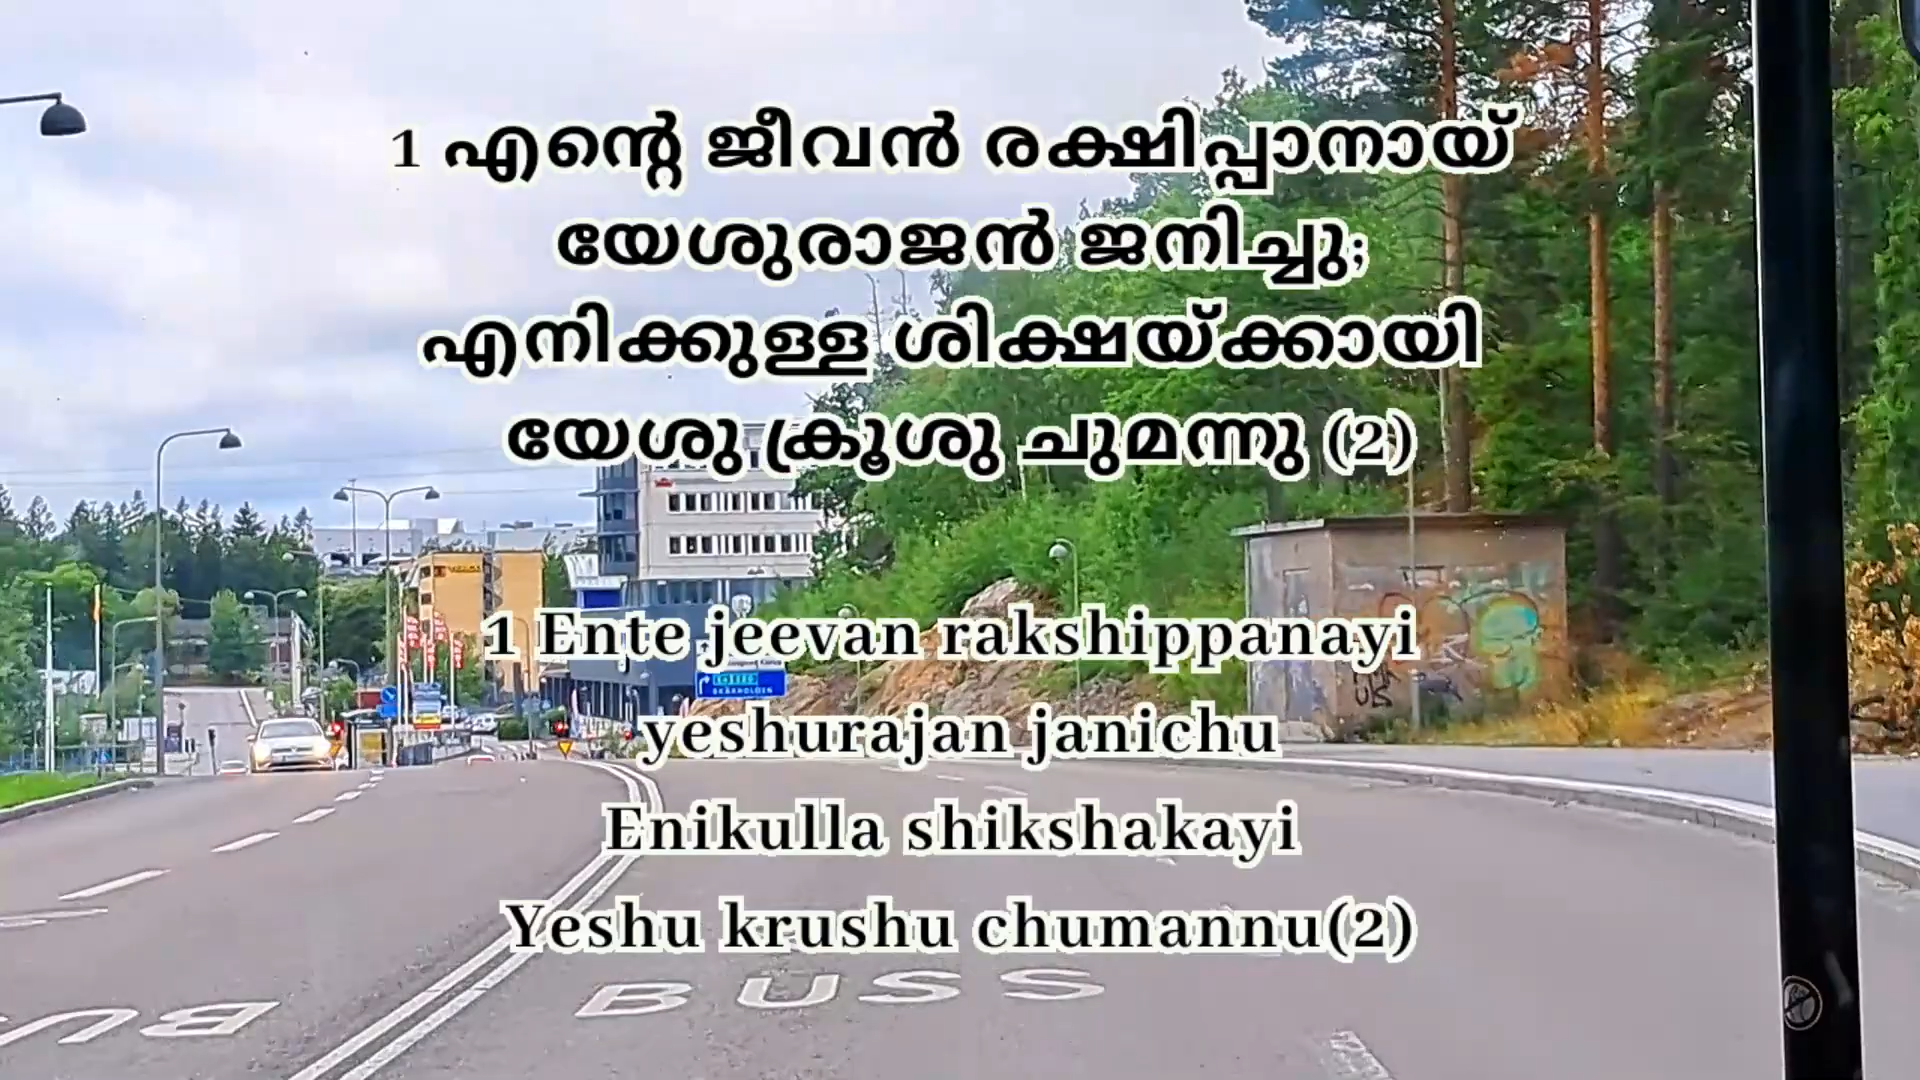 1 എന്റെ ജീവൻ രക്ഷിപ്പാനായ്
യേശുരാജൻ ജനിച്ചു;
എനിക്കുള്ള ശിക്ഷയ്ക്കായി
യേശു ക്രൂശു ചുമന്നു (2)
1 Ente jeevan rakshippanayi
yeshurajan janichu
Enikulla shikshakayi
Yeshu krushu chumannu(2)
BUSS